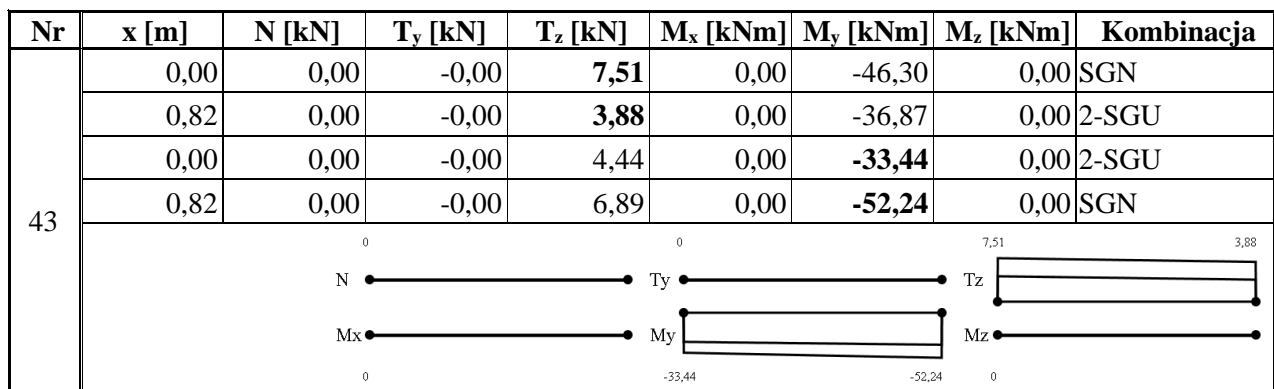 Nr x [m] N [kN] Ty [kN] Tz [kN] Mx [kNm] My [kNm] Mz [kNm] Kombinacja
0,00 0,00 -0,00 7,51 0,00 -46,30 0,00 SGN
0,82 0,00 -0,00 3,88 0,00 -36,87 0,00 2-SGU
0,00 0,00 -0,00 4,44 0,00 -33,44 0,00 2-SGU
0,82 0,00 -0,00 6,89 0,00 -52,24 0,00 SGN
43
0 0 7,51 3,88
N Ty Tz
Mx My Mz
0 -33,44 -52,24 0